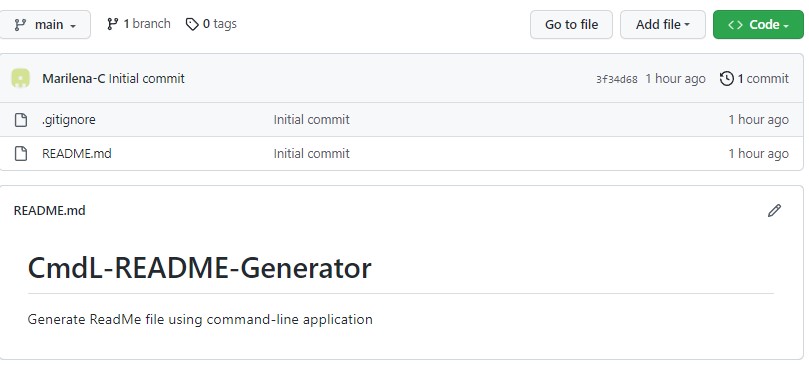 main 1 branch 0 tags Go to file Add file Code
Marilena-C Initial commit 3f34d68 1 hour ago 1 commit
.gitignore Initial commit 1 hour ago
README.md Initial commit 1 hour ago
README.md
CmdL-README-Generator
Generate ReadMe file using command-line application